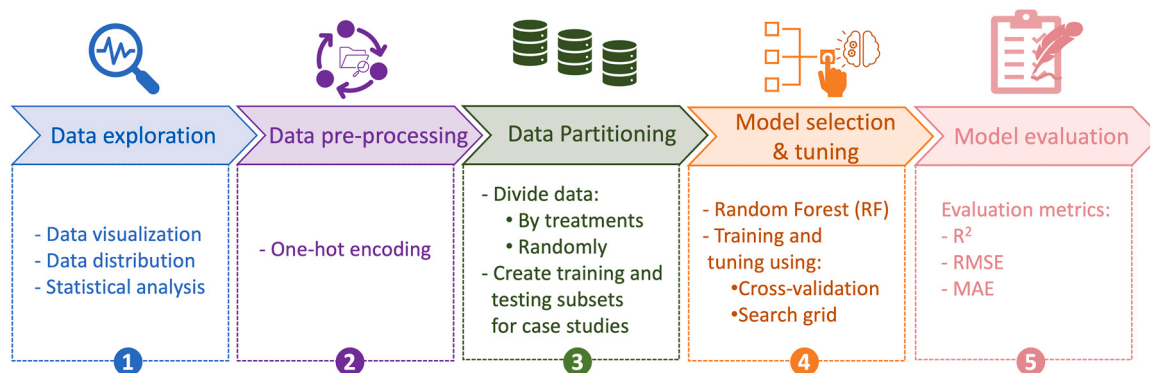 Data exploration
- Data visualization
- Data distribution
- Statistical analysis
1
Data pre-processing
- One-hot encoding
2
Data Partitioning
- Divide data:
• By treatments
• Randomly
- Create training and
testing subsets
for case studies
3
Model selection
& tuning
- Random Forest (RF)
- Training and
tuning using:
•Cross-validation
•Search grid
4
Model evaluation
Evaluation metrics:
- R²
- RMSE
- MAE
5